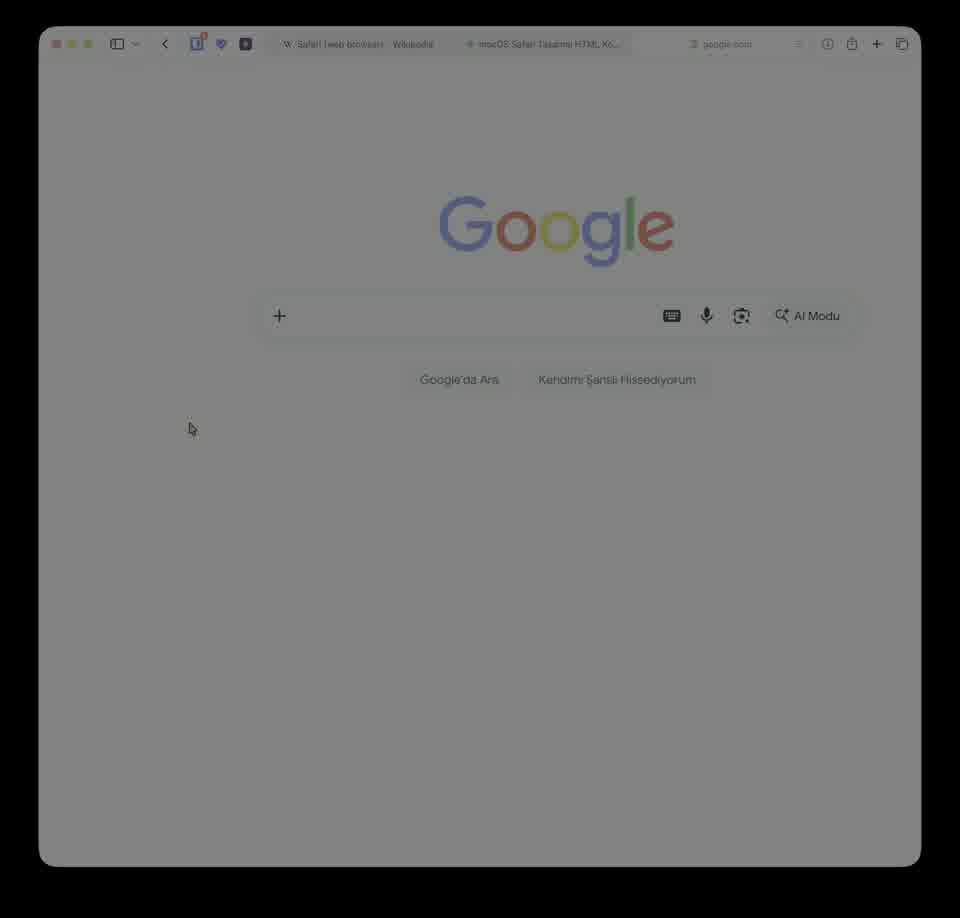 W Safari (web browser) - Wikipedia
macOS Safari Tasarımı HTML Ko...
google.com
Google
AI Modu
Google'da Ara
Kendimi Şanslı Hissediyorum